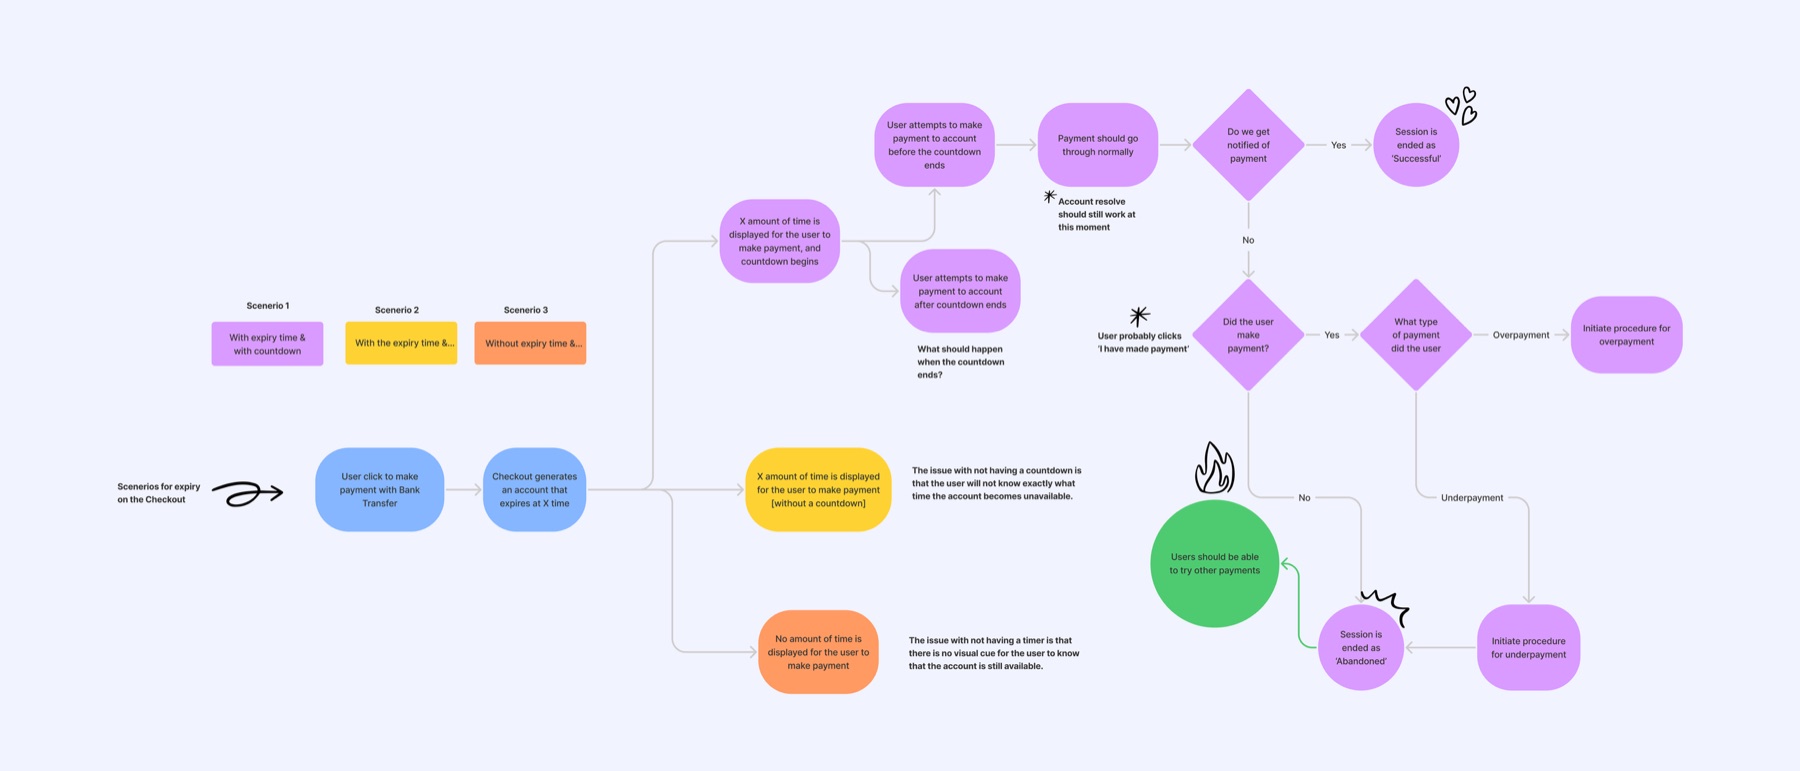 Scenerio 1
With expiry time &
with countdown
Scenerio 2
With the expiry time &...
Scenerio 3
Without expiry time &...
Scenerios for expiry
on the Checkout
User click to make
payment with Bank
Transfer
Checkout generates
an account that
expires at X time
X amount of time is
displayed for the user to
make payment, and
countdown begins
User attempts to make
payment to account
before the countdown
ends
Payment should go
through normally
Account resolve
should still work at
this moment
Do we get
notified of
payment
Yes
Session is
ended as
'Successful'
No
User attempts to make
payment to account
after countdown ends
What should happen
when the countdown
ends?
User probably clicks
'I have made payment'
Did the user
make
payment?
Yes
What type
of payment
did the user
Overpayment
Initiate procedure for
overpayment
X amount of time is displayed
for the user to make payment
[without a countdown]
The issue with not having a countdown is
that the user will not know exactly what
time the account becomes unavailable.
No
Underpayment
Users should be able
to try other payments
No amount of time is
displayed for the user to
make payment
The issue with not having a timer is that
there is no visual cue for the user to know
that the account is still available.
Session is
ended as
'Abandoned'
Initiate procedure
for underpayment